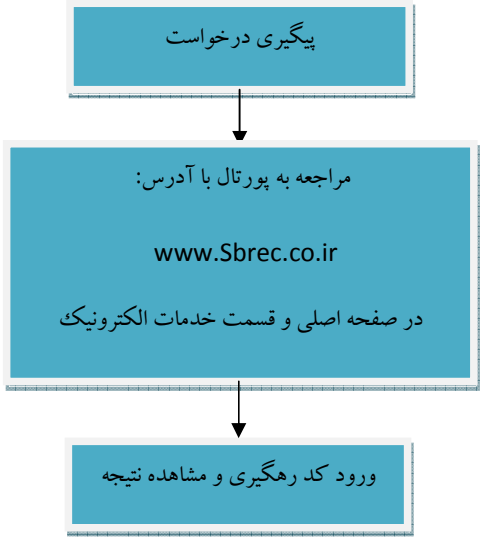 پیگیری درخواست
مراجعه به پورتال با آدرس:
www.Sbrec.co.ir
در صفحه اصلی و قسمت خدمات الکترونیک
ورود کد رهگیری و مشاهده نتیجه